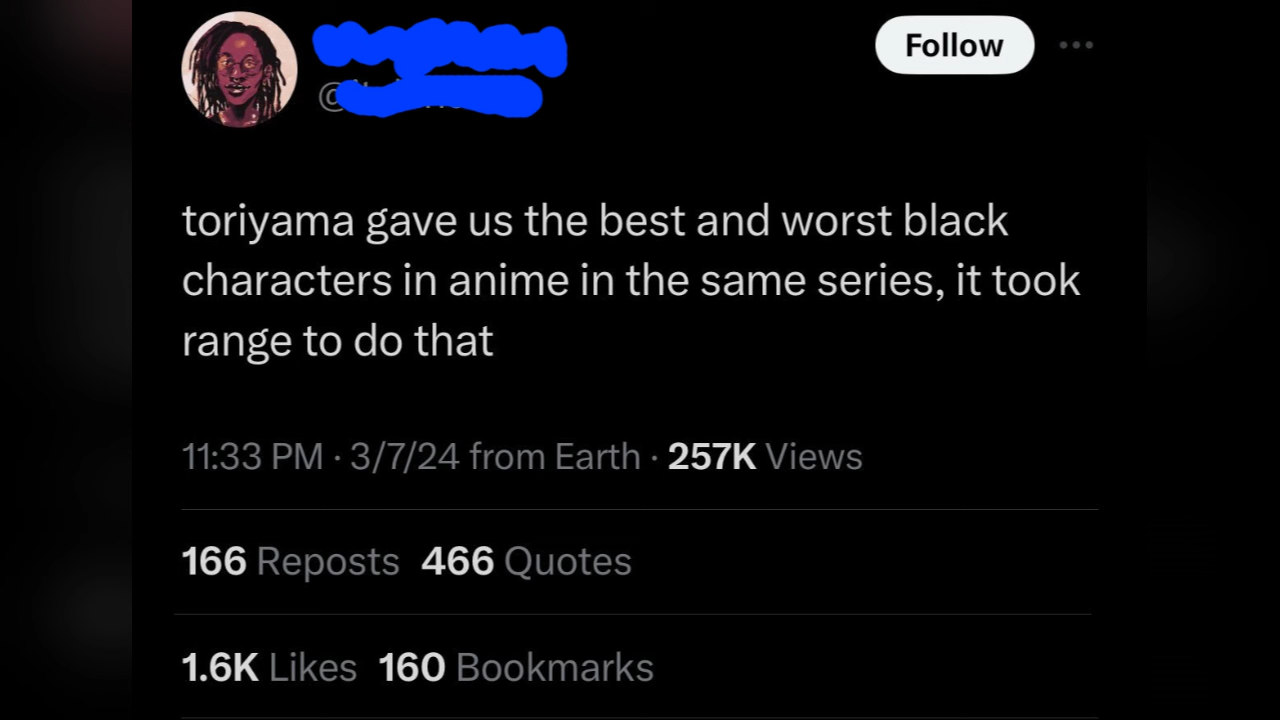 Follow
@
toriyama gave us the best and worst black
characters in anime in the same series, it took
range to do that
11:33 PM · 3/7/24 from Earth · 257K Views
166 Reposts 466 Quotes
1.6K Likes 160 Bookmarks